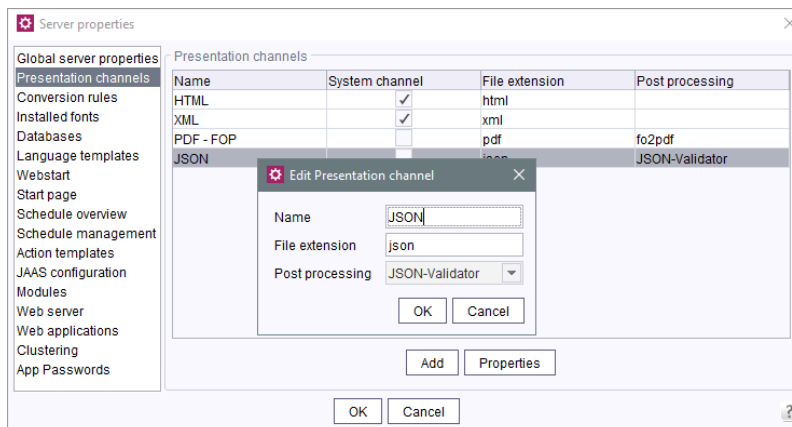 Server properties
Global server properties
Presentation channels
Conversion rules
Installed fonts
Databases
Language templates
Webstart
Start page
Schedule overview
Schedule management
Action templates
JAAS configuration
Modules
Web server
Web applications
Clustering
App Passwords
Presentation channels
Name System channel File extension Post processing
HTML html
XML xml
PDF - FOP pdf fo2pdf
JSON json JSON-Validator
Edit Presentation channel
Name JSON
File extension json
Post processing JSON-Validator
OK Cancel
Add Properties
OK Cancel
?